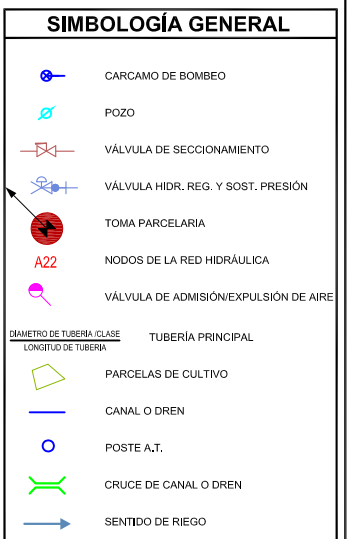 SIMBOLOGÍA GENERAL
CARCAMO DE BOMBEO
POZO
VÁLVULA DE SECCIONAMIENTO
VÁLVULA HIDR. REG. Y SOST. PRESIÓN
TOMA PARCELARIA
A22 NODOS DE LA RED HIDRÁULICA
VÁLVULA DE ADMISIÓN/EXPULSIÓN DE AIRE
DIAMETRO DE TUBERÍA /CLASE
LONGITUD DE TUBERIA
TUBERÍA PRINCIPAL
PARCELAS DE CULTIVO
CANAL O DREN
POSTE A.T.
CRUCE DE CANAL O DREN
SENTIDO DE RIEGO